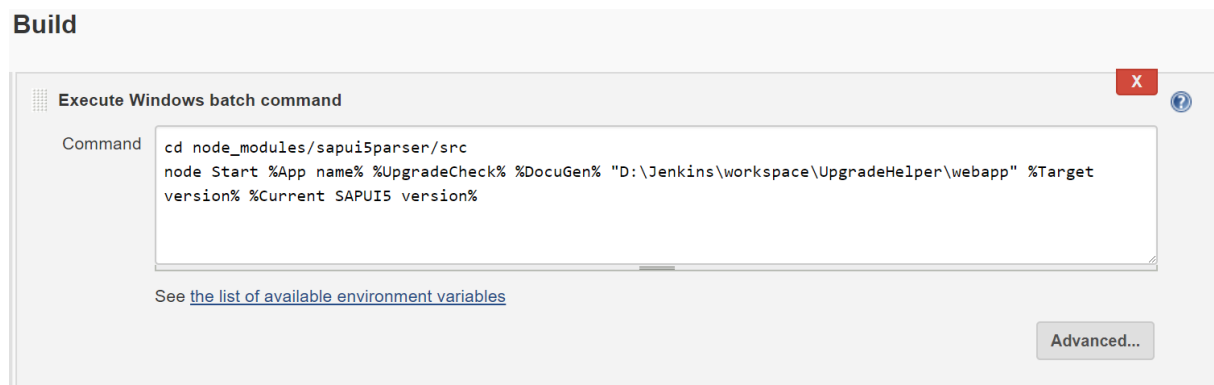 Build
X
Execute Windows batch command
Command
cd node_modules/sapui5parser/src
node Start %App name% %UpgradeCheck% %DocuGen% "D:\Jenkins\workspace\UpgradeHelper\webapp" %Target
version% %Current SAPUI5 version%
See the list of available environment variables
Advanced...